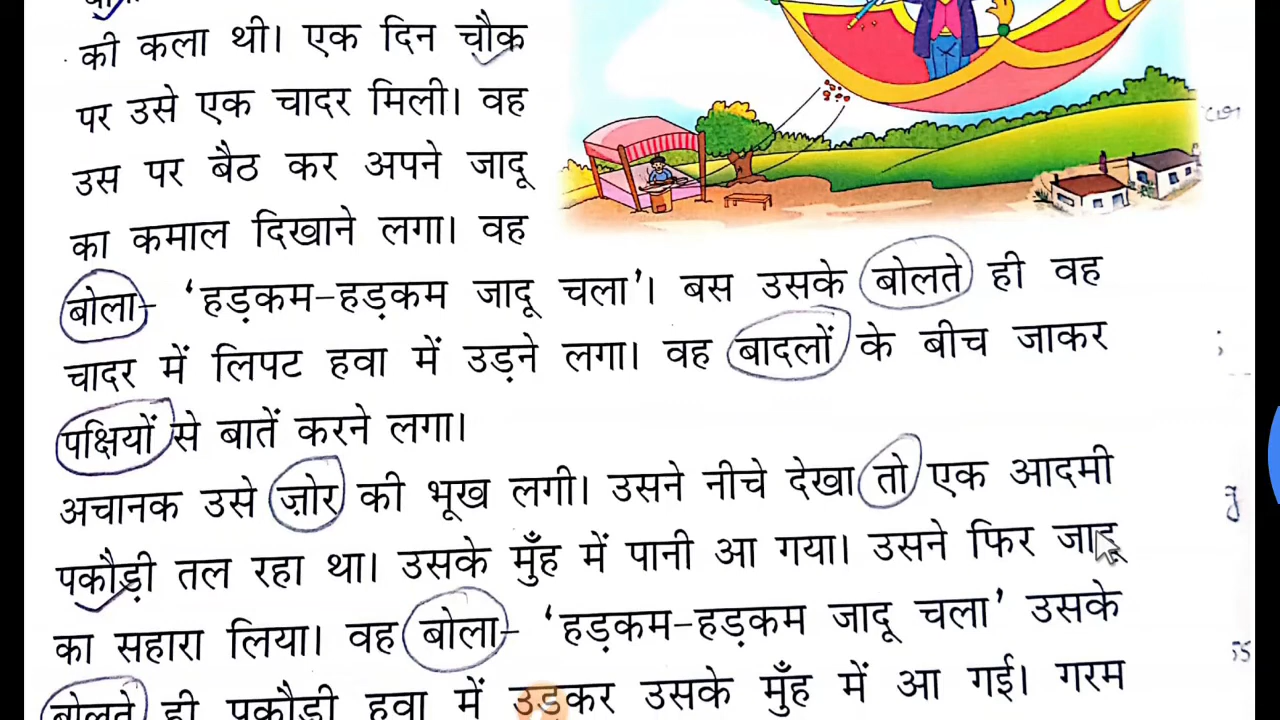 की कला थी। एक दिन चौक
पर उसे एक चादर मिली। वह
उस पर बैठ कर अपने जादू
का कमाल दिखाने लगा। वह
बोला- 'हड़कम-हड़कम जादू चला'। बस उसके बोलते ही वह
चादर में लिपट हवा में उड़ने लगा। वह बादलों के बीच जाकर
पक्षियों से बातें करने लगा।
अचानक उसे ज़ोर की भूख लगी। उसने नीचे देखा तो एक आदमी
पकौड़ी तल रहा था। उसके मुँह में पानी आ गया। उसने फिर जादू
का सहारा लिया। वह बोला- 'हड़कम-हड़कम जादू चला' उसके
बोलते ही पकौड़ी हवा में उड़कर उसके मुँह में आ गई। गरम